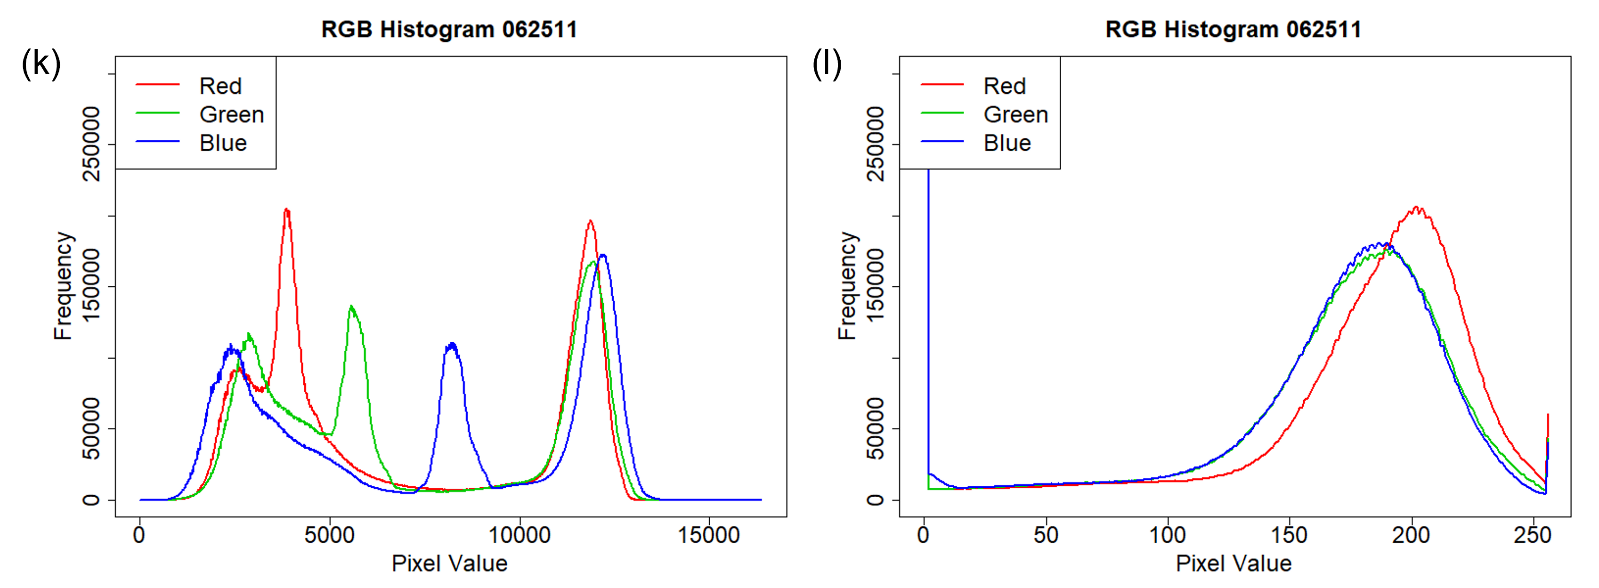 (k)
RGB Histogram 062511
Red
Green
Blue
Frequency
0
50000
150000
250000
0
5000
10000
15000
Pixel Value
(l)
RGB Histogram 062511
Red
Green
Blue
Frequency
0
50000
150000
250000
0
50
100
150
200
250
Pixel Value